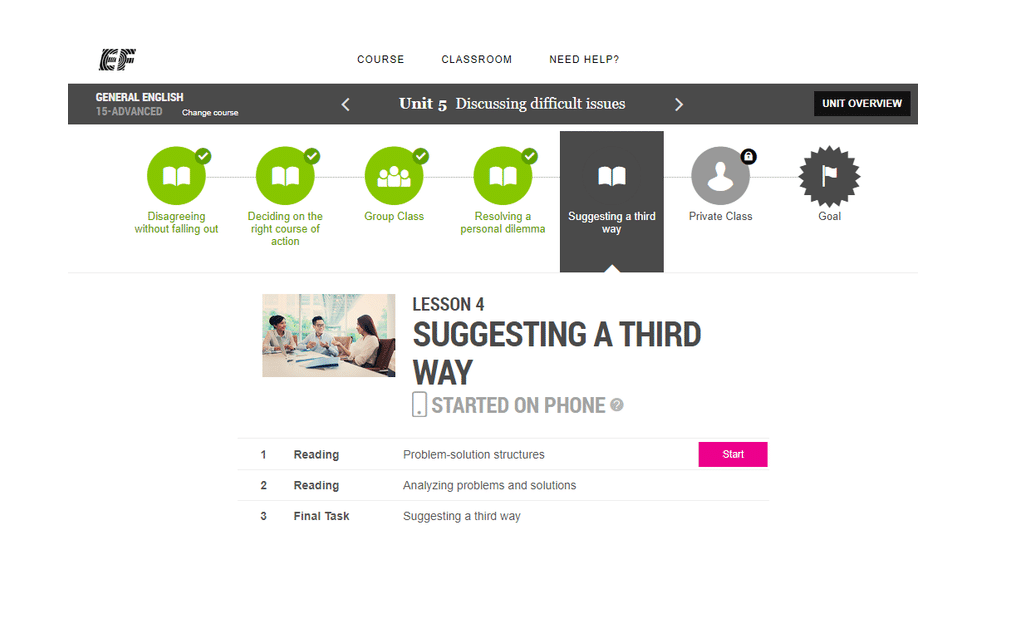 EF
COURSE CLASSROOM NEED HELP?
GENERAL ENGLISH
15-ADVANCED Change course
Unit 5 Discussing difficult issues
UNIT OVERVIEW
Disagreeing
without falling out
Deciding on the
right course of
action
Group Class
Resolving a
personal dilemma
Suggesting a third
way
Private Class
Goal
LESSON 4
SUGGESTING A THIRD
WAY
STARTED ON PHONE ?
1 Reading Problem-solution structures Start
2 Reading Analyzing problems and solutions
3 Final Task Suggesting a third way